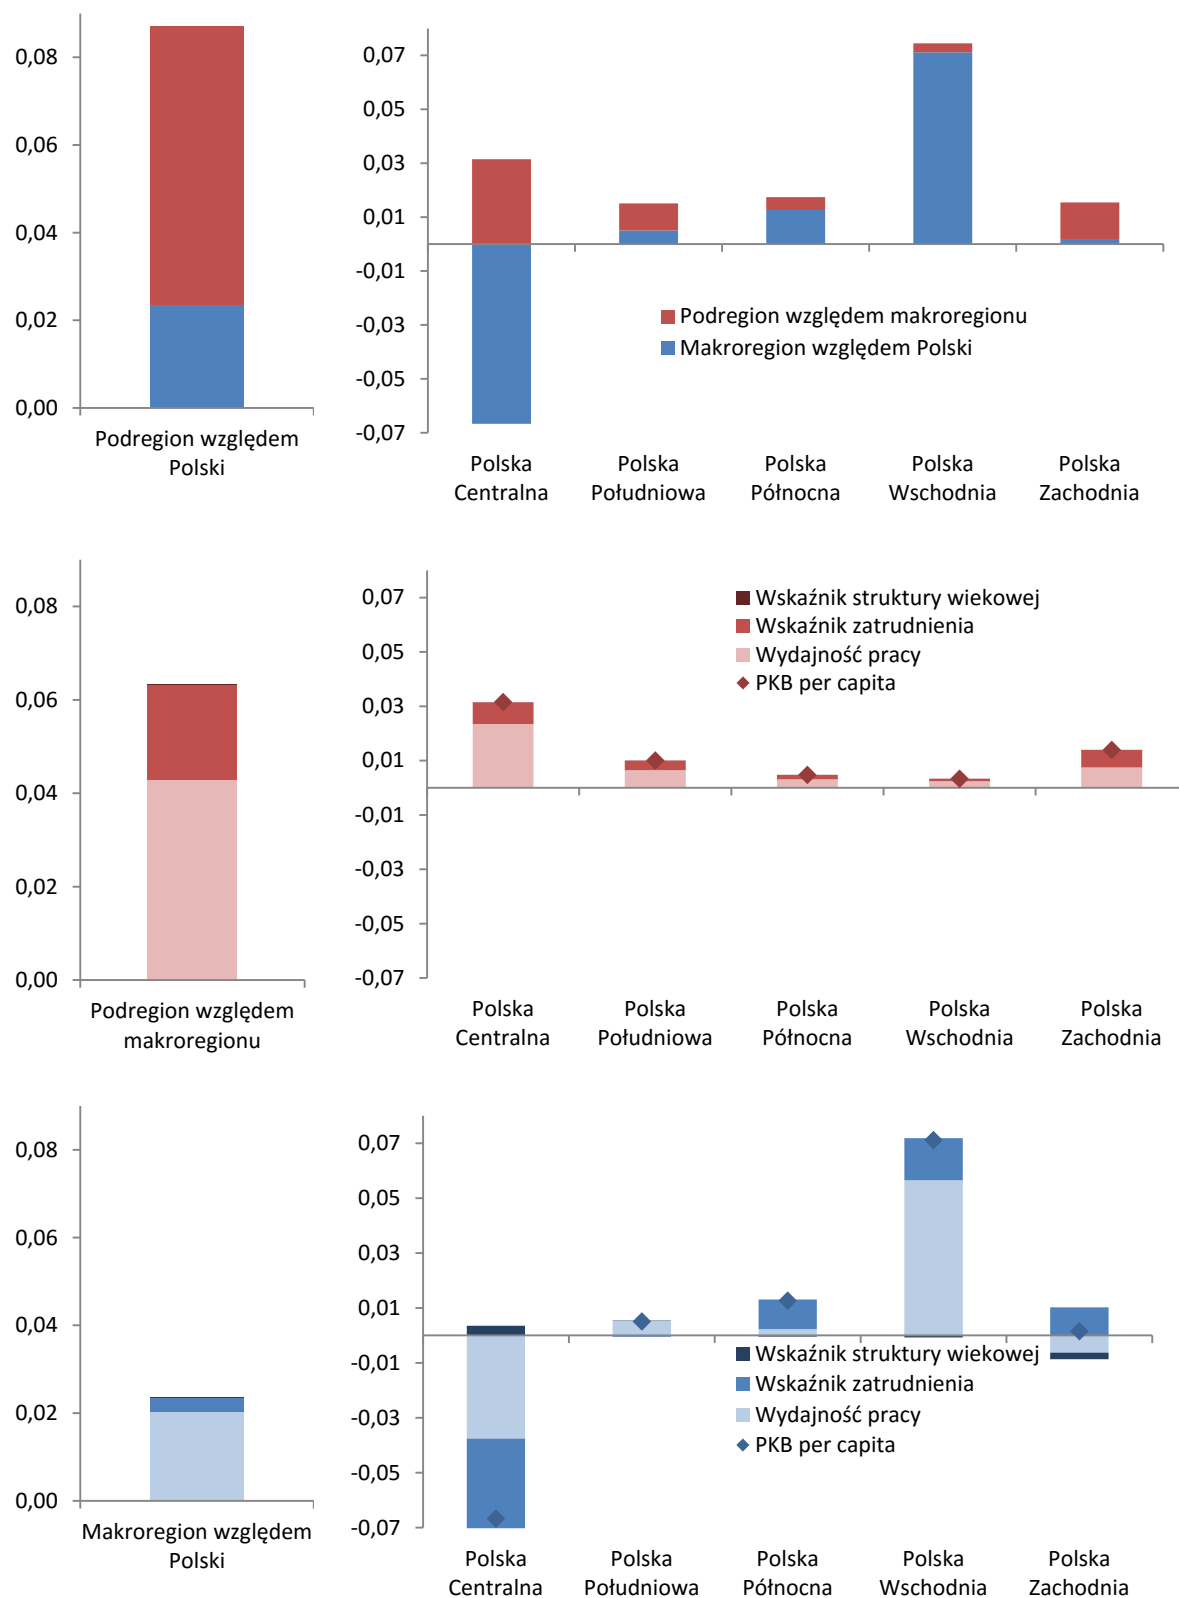 0,08
0,06
0,04
0,02
0,00
Podregion względem
Polski
0,07
0,05
0,03
0,01
-0,01
-0,03
-0,05
-0,07
Podregion względem makroregionu
Makroregion względem Polski
Polska Centralna
Polska Południowa
Polska Północna
Polska Wschodnia
Polska Zachodnia
0,08
0,06
0,04
0,02
0,00
Podregion względem
makroregionu
0,07
0,05
0,03
0,01
-0,01
-0,03
-0,05
-0,07
Wskaźnik struktury wiekowej
Wskaźnik zatrudnienia
Wydajność pracy
PKB per capita
Polska Centralna
Polska Południowa
Polska Północna
Polska Wschodnia
Polska Zachodnia
0,08
0,06
0,04
0,02
0,00
Makroregion względem
Polski
0,07
0,05
0,03
0,01
-0,01
-0,03
-0,05
-0,07
Wskaźnik struktury wiekowej
Wskaźnik zatrudnienia
Wydajność pracy
PKB per capita
Polska Centralna
Polska Południowa
Polska Północna
Polska Wschodnia
Polska Zachodnia